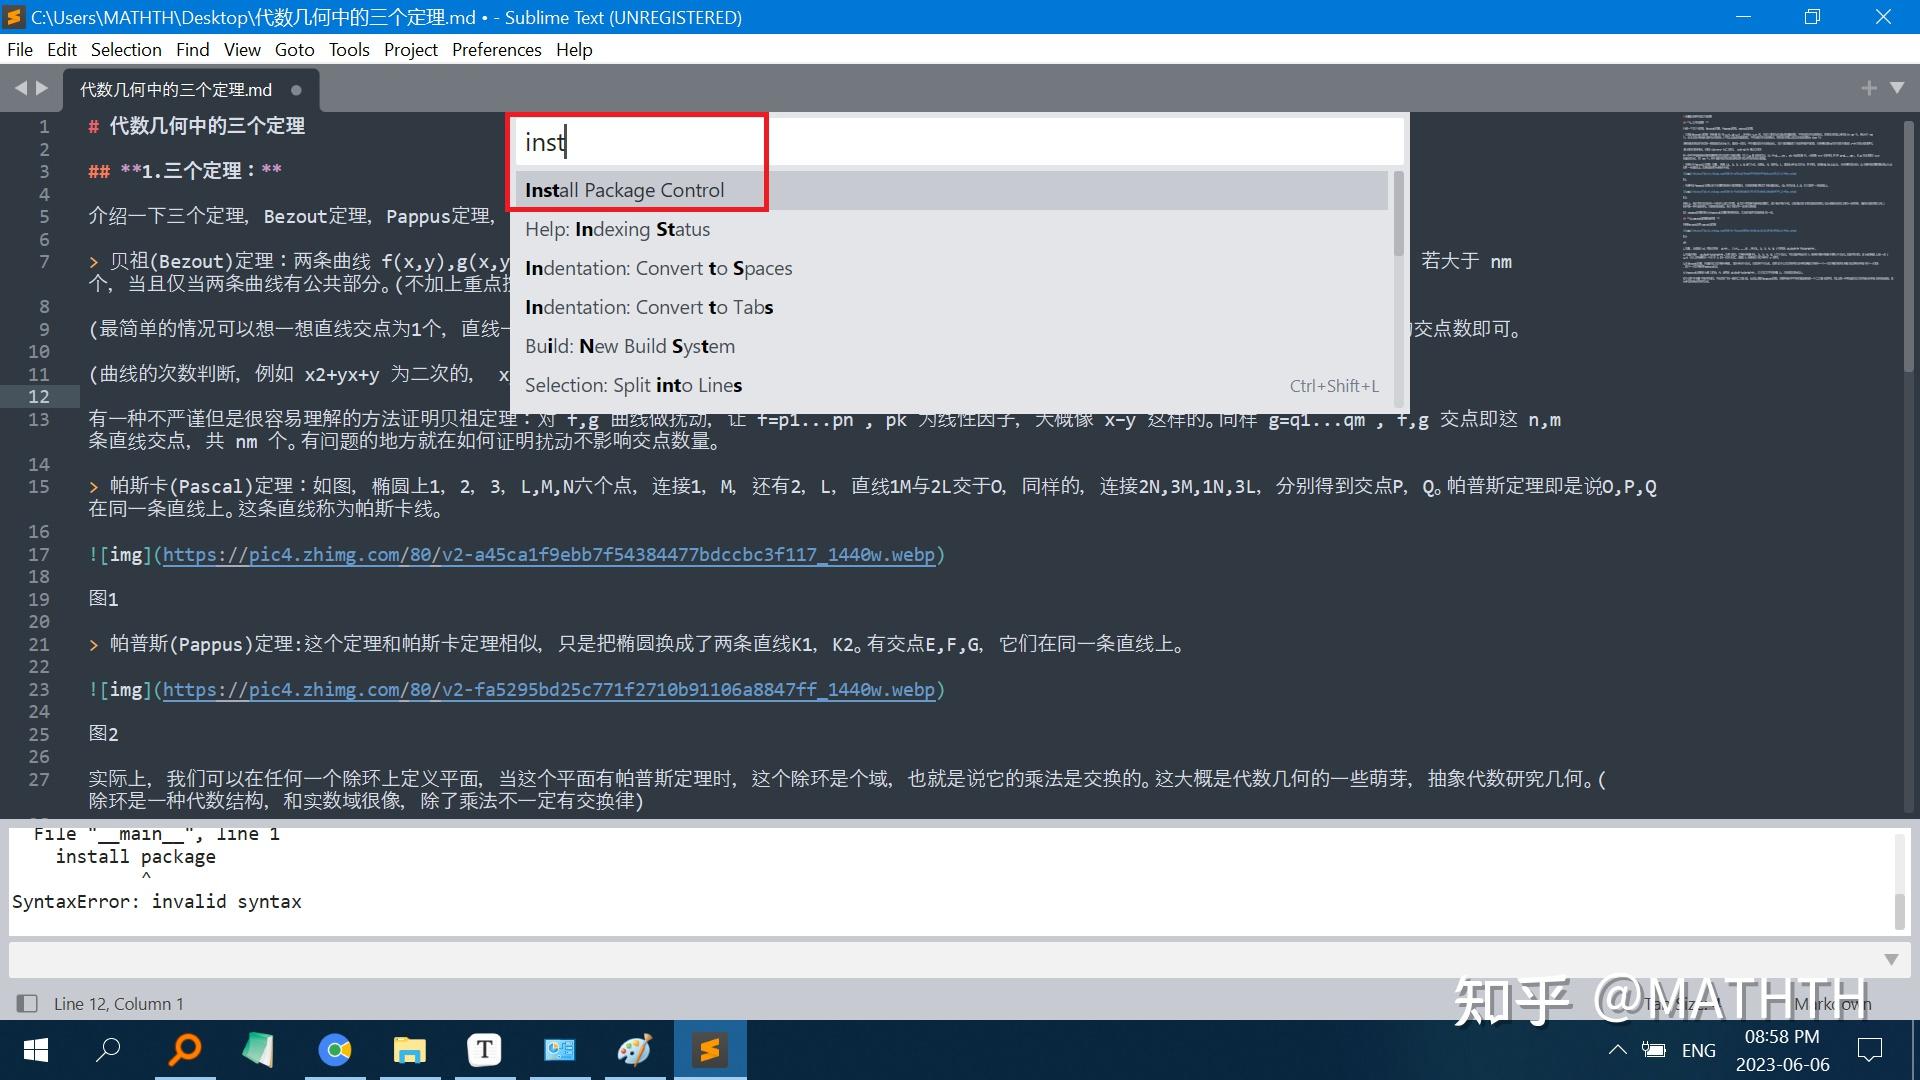 C:\Users\MATHTH\Desktop\代数几何中的三个定理.md • - Sublime Text (UNREGISTERED)
File Edit Selection Find View Goto Tools Project Preferences Help
代数几何中的三个定理.md
1 # 代数几何中的三个定理
2
3 ## **1.三个定理：**
4
5 介绍一下三个定理，Bezout定理，Pappus定理，
6
7 > 贝祖(Bezout)定理：两条曲线 f(x,y),g(x,y 若大于 nm
个，当且仅当两条曲线有公共部分。(不加上重点
8
9 (最简单的情况可以想一想直线交点为1个，直线 交点数即可。
10
11 (曲线的次数判断，例如 x2+yx+y 为二次的， x
12
13 有一种不严谨但是很容易理解的方法证明贝祖定理：对 f,g 曲线做扰动，让 f=p1...pn , pk 为线性因子，大概像 x-y 这样的。同样 g=q1...qm , f,g 交点即这 n,m
条直线交点，共 nm 个。有问题的地方就在如何证明扰动不影响交点数量。
14
15 > 帕斯卡(Pascal)定理：如图，椭圆上1，2，3，L,M,N六个点，连接1，M，还有2，L，直线1M与2L交于O，同样的，连接2N,3M,1N,3L，分别得到交点P，Q。帕普斯定理即是说O,P,Q
在同一条直线上。这条直线称为帕斯卡线。
16
17 ![img](https://pic4.zhimg.com/80/v2-a45ca1f9ebb7f54384477bdccbc3f117_1440w.webp)
18
19 图1
20
21 > 帕普斯(Pappus)定理:这个定理和帕斯卡定理相似，只是把椭圆换成了两条直线K1，K2。有交点E,F,G，它们在同一条直线上。
22
23 ![img](https://pic4.zhimg.com/80/v2-fa5295bd25c771f2710b91106a8847ff_1440w.webp)
24
25 图2
26
27 实际上，我们可以在任何一个除环上定义平面，当这个平面有帕普斯定理时，这个除环是个域，也就是说它的乘法是交换的。这大概是代数几何的一些萌芽，抽象代数研究几何。(
除环是一种代数结构，和实数域很像，除了乘法不一定有交换律)
inst
Install Package Control
Help: Indexing Status
Indentation: Convert to Spaces
Indentation: Convert to Tabs
Build: New Build System
Selection: Split into Lines Ctrl+Shift+L
File "__main__", line 1
install package
^
SyntaxError: invalid syntax
Line 12, Column 1
Markdown
知乎 @MATHTH
T
ENG
08:58 PM
2023-06-06